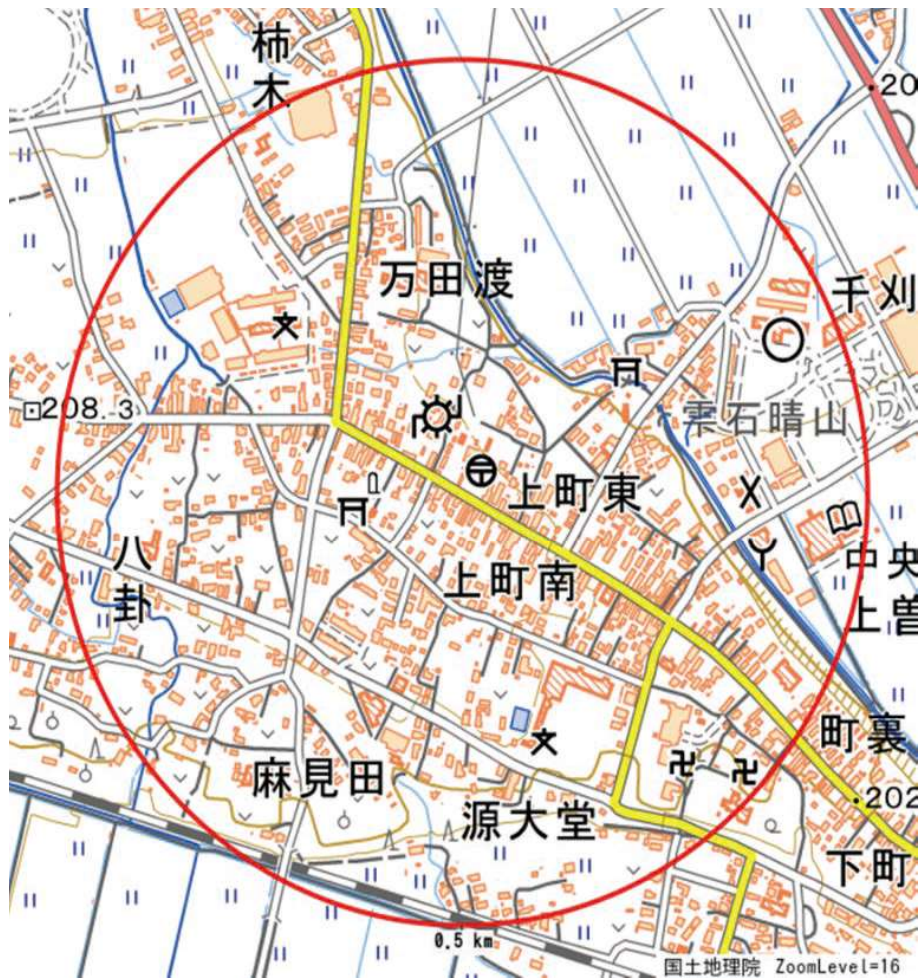 柿木
20
万田渡
千刈
208.3
雫石晴山
上町東
八卦
上町南
中央
上曽
麻見田
町裏
源大堂
202
下町
0.5 km
国土地理院 ZoomLevel=16